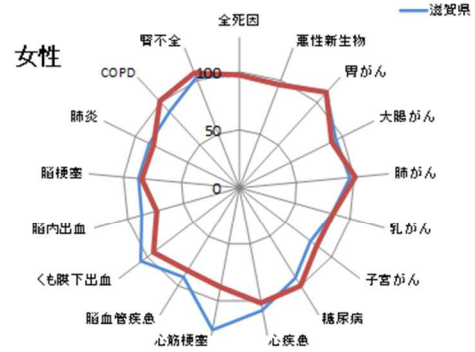 滋賀県
女性
全死因
悪性新生物
胃がん
大腸がん
肺がん
乳がん
子宮がん
糖尿病
心疾患
心筋梗塞
脳血管疾患
くも膜下出血
脳内出血
脳梗塞
肺炎
COPD
腎不全
100
50
0